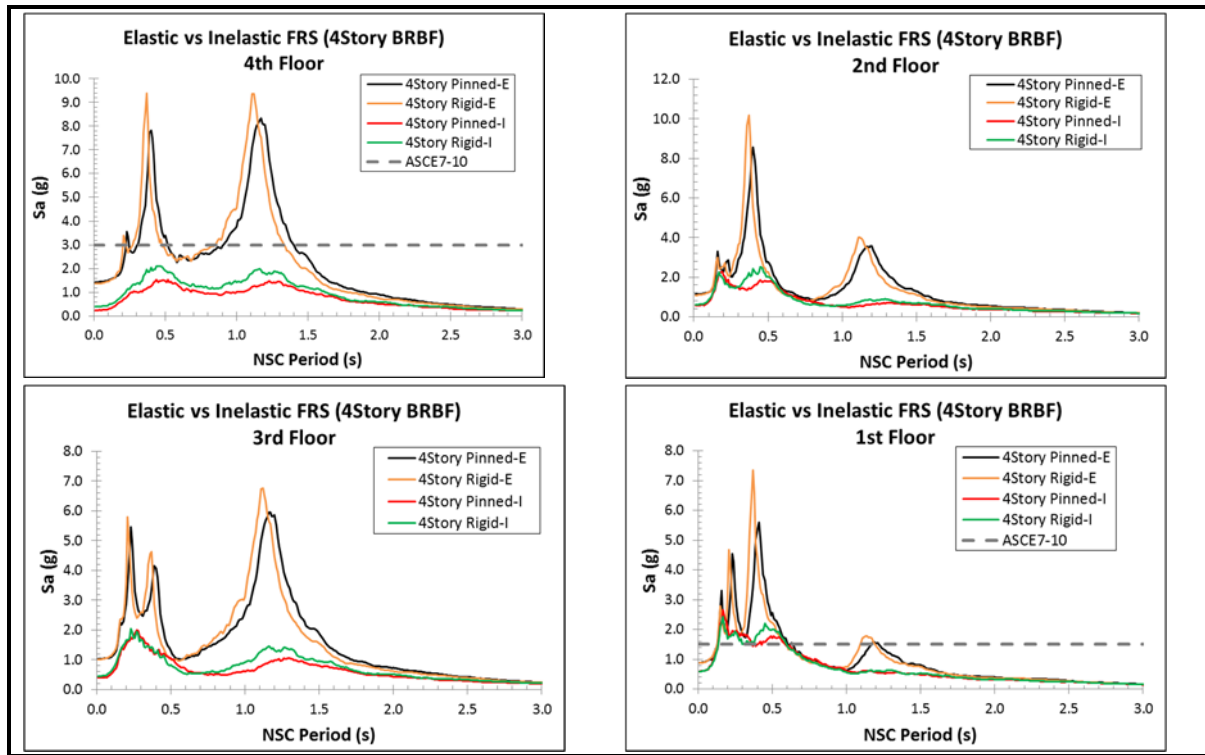 Elastic vs Inelastic FRS (4Story BRBF)
4th Floor
10.0
9.0
8.0
7.0
6.0
5.0
4.0
3.0
2.0
1.0
0.0
Sa (g)
4Story Pinned-E
4Story Rigid-E
4Story Pinned-I
4Story Rigid-I
ASCE7-10
0.0 0.5 1.0 1.5 2.0 2.5 3.0
NSC Period (s)
Elastic vs Inelastic FRS (4Story BRBF)
2nd Floor
12.0
10.0
8.0
6.0
4.0
2.0
0.0
Sa (g)
4Story Pinned-E
4Story Rigid-E
4Story Pinned-I
4Story Rigid-I
0.0 0.5 1.0 1.5 2.0 2.5 3.0
NSC Period (s)
Elastic vs Inelastic FRS (4Story BRBF)
3rd Floor
8.0
7.0
6.0
5.0
4.0
3.0
2.0
1.0
0.0
Sa (g)
4Story Pinned-E
4Story Rigid-E
4Story Pinned-I
4Story Rigid-I
0.0 0.5 1.0 1.5 2.0 2.5 3.0
NSC Period (s)
Elastic vs Inelastic FRS (4Story BRBF)
1st Floor
8.0
7.0
6.0
5.0
4.0
3.0
2.0
1.0
0.0
Sa (g)
4Story Pinned-E
4Story Rigid-E
4Story Pinned-I
4Story Rigid-I
ASCE7-10
0.0 0.5 1.0 1.5 2.0 2.5 3.0
NSC Period (s)